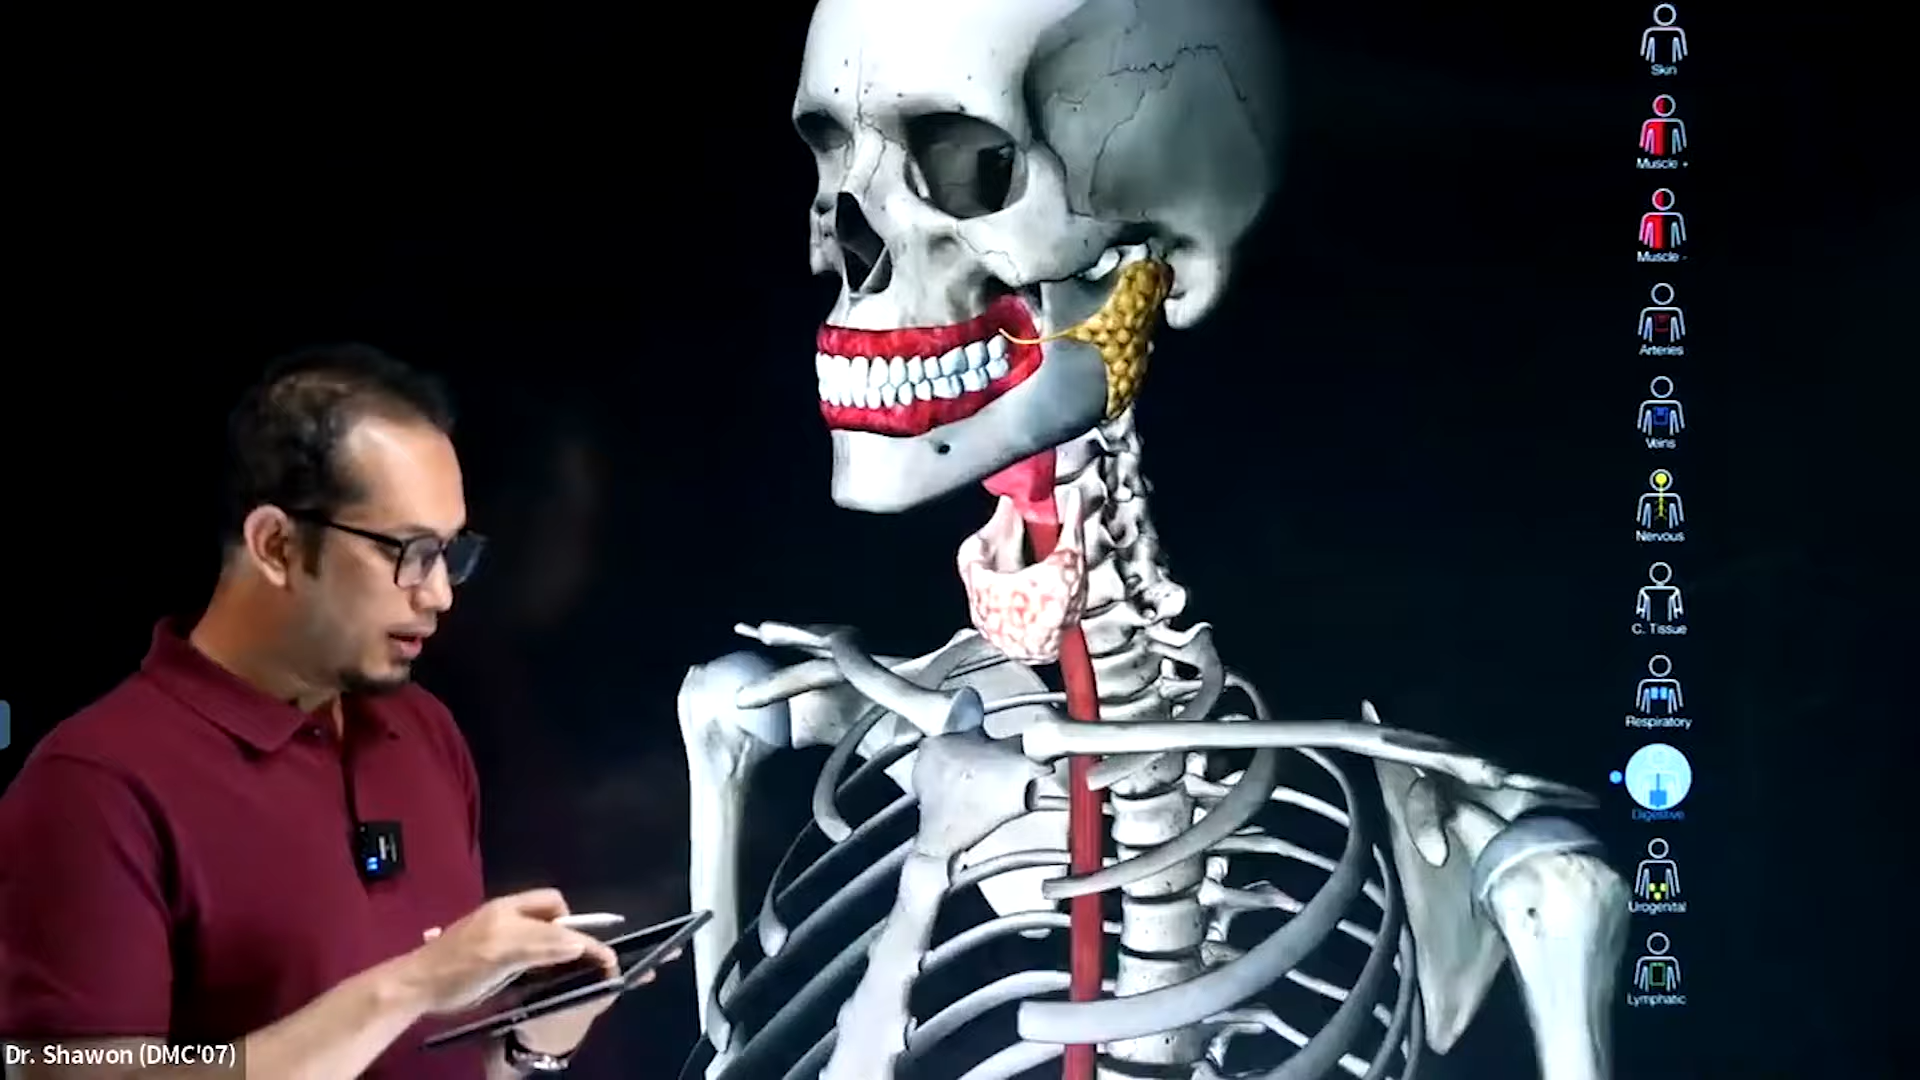 Skin
Muscle +
Muscle -
Arteries
Veins
Nervous
C. Tissue
Respiratory
Digestive
Urogenital
Lymphatic
Dr. Shawon (DMC'07)